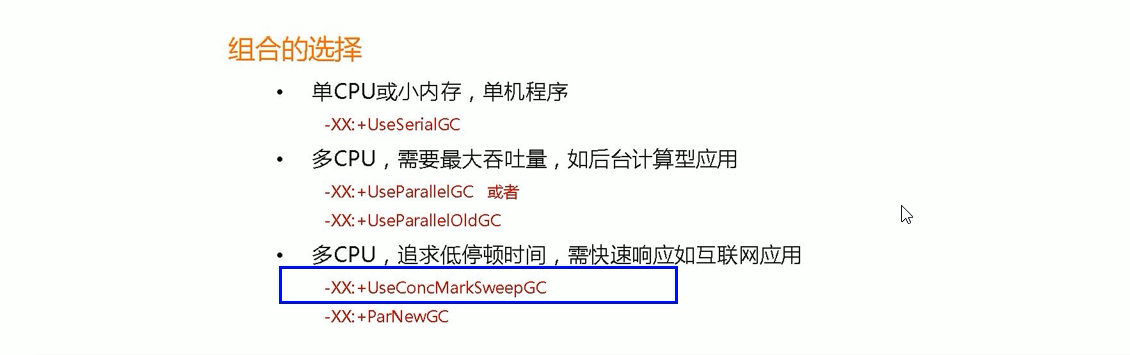 组合的选择
• 单CPU或小内存，单机程序
-XX:+UseSerialGC
• 多CPU，需要最大吞吐量，如后台计算型应用
-XX:+UseParallelGC 或者
-XX:+UseParallelOldGC
• 多CPU，追求低停顿时间，需快速响应如互联网应用
-XX:+UseConcMarkSweepGC
-XX:+ParNewGC